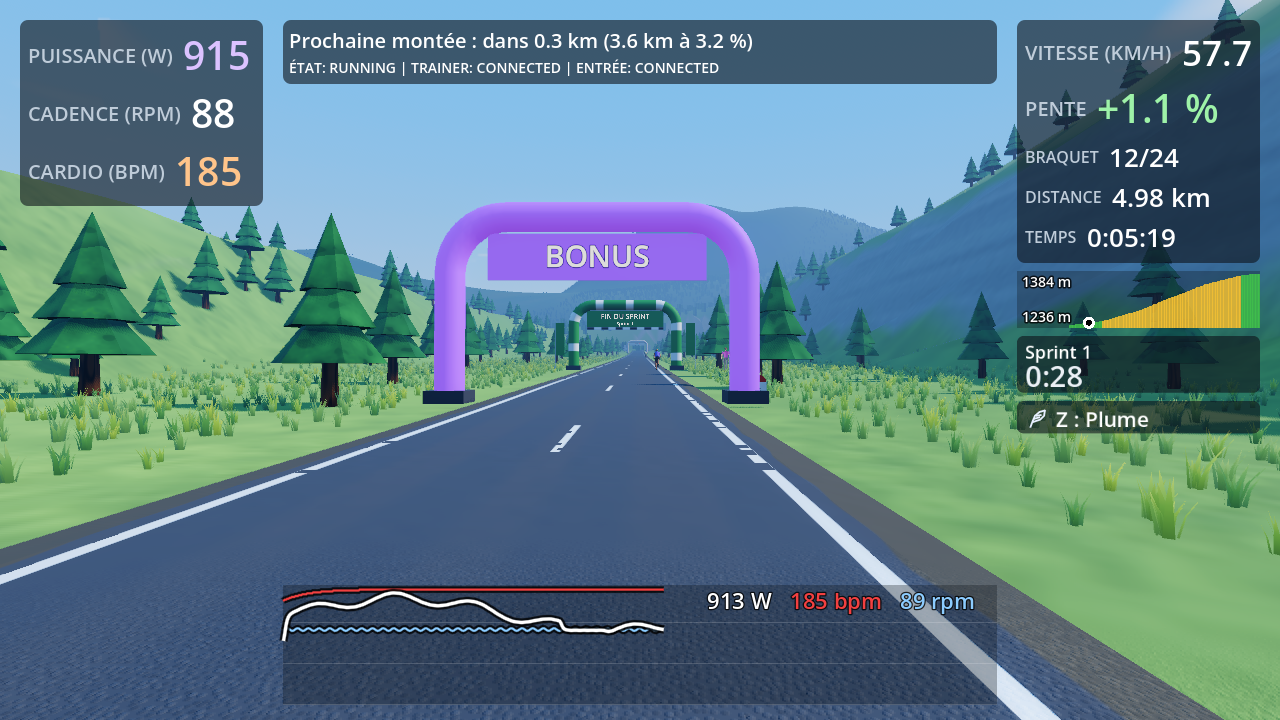 PUISSANCE (W) 915
CADENCE (RPM) 88
CARDIO (BPM) 185
Prochaine montée : dans 0.3 km (3.6 km à 3.2 %)
ÉTAT: RUNNING | TRAINER: CONNECTED | ENTRÉE: CONNECTED
VITESSE (KM/H) 57.7
PENTE +1.1 %
BRAQUET 12/24
DISTANCE 4.98 km
TEMPS 0:05:19
1384 m
1236 m
Sprint 1
0:28
Z : Plume
BONUS
FIN DU SPRINT
Sprint 1
913 W 185 bpm 89 rpm